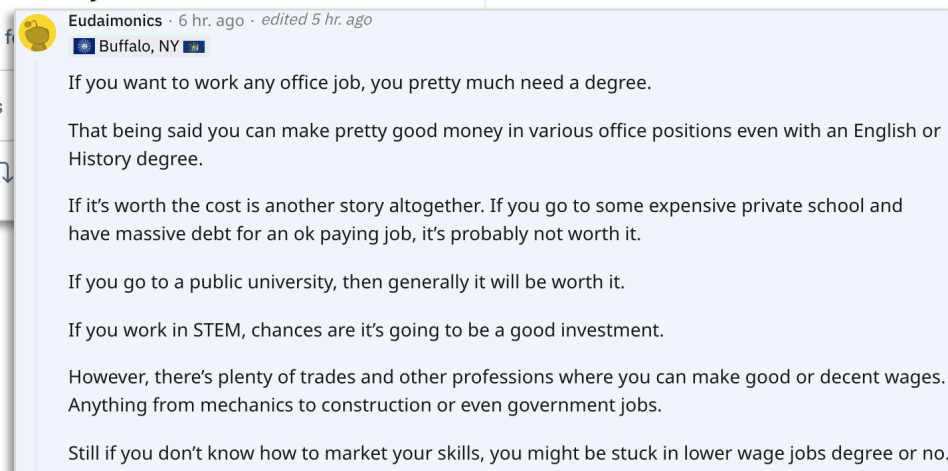 Eudaimonics · 6 hr. ago · edited 5 hr. ago
Buffalo, NY
If you want to work any office job, you pretty much need a degree.
That being said you can make pretty good money in various office positions even with an English or
History degree.
If it’s worth the cost is another story altogether. If you go to some expensive private school and
have massive debt for an ok paying job, it’s probably not worth it.
If you go to a public university, then generally it will be worth it.
If you work in STEM, chances are it’s going to be a good investment.
However, there’s plenty of trades and other professions where you can make good or decent wages.
Anything from mechanics to construction or even government jobs.
Still if you don’t know how to market your skills, you might be stuck in lower wage jobs degree or no.